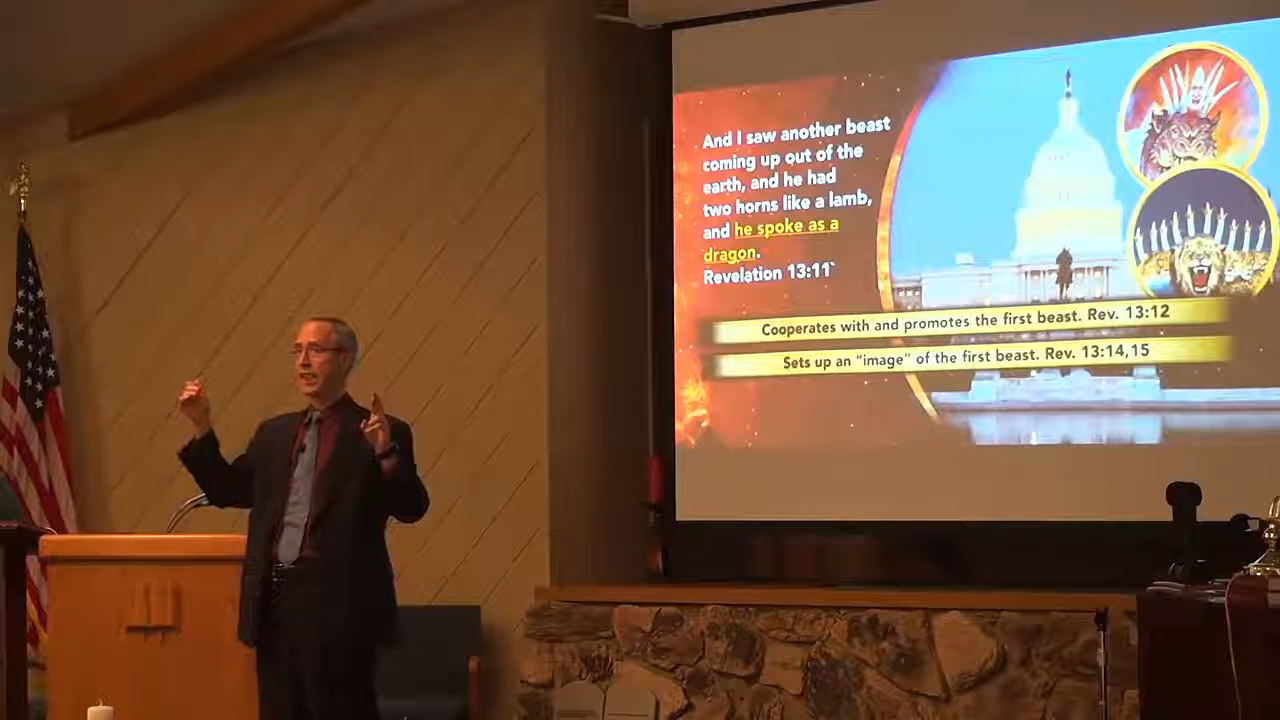 And I saw another beast
coming up out of the
earth, and he had
two horns like a lamb,
and he spoke as a
dragon.
Revelation 13:11`
Cooperates with and promotes the first beast. Rev. 13:12
Sets up an “image” of the first beast. Rev. 13:14,15